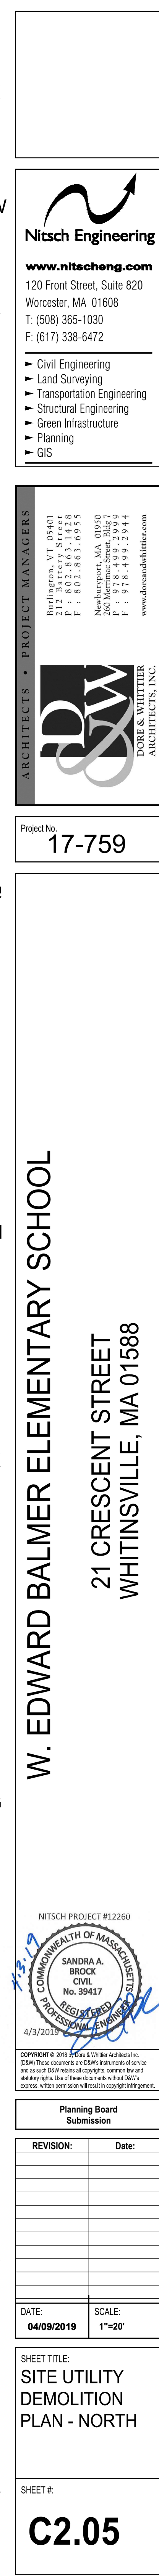 Nitsch Engineering
www.nitscheng.com
120 Front Street, Suite 820
Worcester, MA 01608
T: (508) 365-1030
F: (617) 338-6472
► Civil Engineering
► Land Surveying
► Transportation Engineering
► Structural Engineering
► Green Infrastructure
► Planning
► GIS
ARCHITECTS • PROJECT MANAGERS
Burlington, VT 05401
212 Battery Street
P: 802.863.1428
F: 802.863.6955
Newburyport, MA 01950
260 Merrimac Street, Bldg 7
P: 978.499.2999
F: 978.499.2944
www.doreandwhittier.com
D&W
DORE & WHITTIER
ARCHITECTS, INC.
Project No.
17-759
W. EDWARD BALMER ELEMENTARY SCHOOL
21 CRESCENT STREET
WHITINSVILLE, MA 01588
NITSCH PROJECT #12260
COMMONWEALTH OF MASSACHUSETTS
SANDRA A.
BROCK
CIVIL
No. 39417
REGISTERED
PROFESSIONAL ENGINEER
4·3·19
4/3/2019
COPYRIGHT © 2018 by Dore & Whittier Architects Inc.
(D&W) These documents are D&W's instruments of service
and as such D&W retains all copyrights, common law and
statutory rights. Use of these documents without D&W's
express, written permission will result in copyright infringement.
Planning Board
Submission
REVISION: Date:
DATE: SCALE:
04/09/2019 1"=20'
SHEET TITLE:
SITE UTILITY
DEMOLITION
PLAN - NORTH
SHEET #:
C2.05